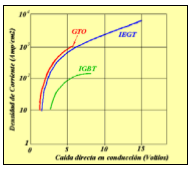 Densidad de Corriente (Amp/cm2)
10⁴
10³
10²
10
1
GTO
IEGT
IGBT
5
10
15
Caída directa en conducción (Voltios)